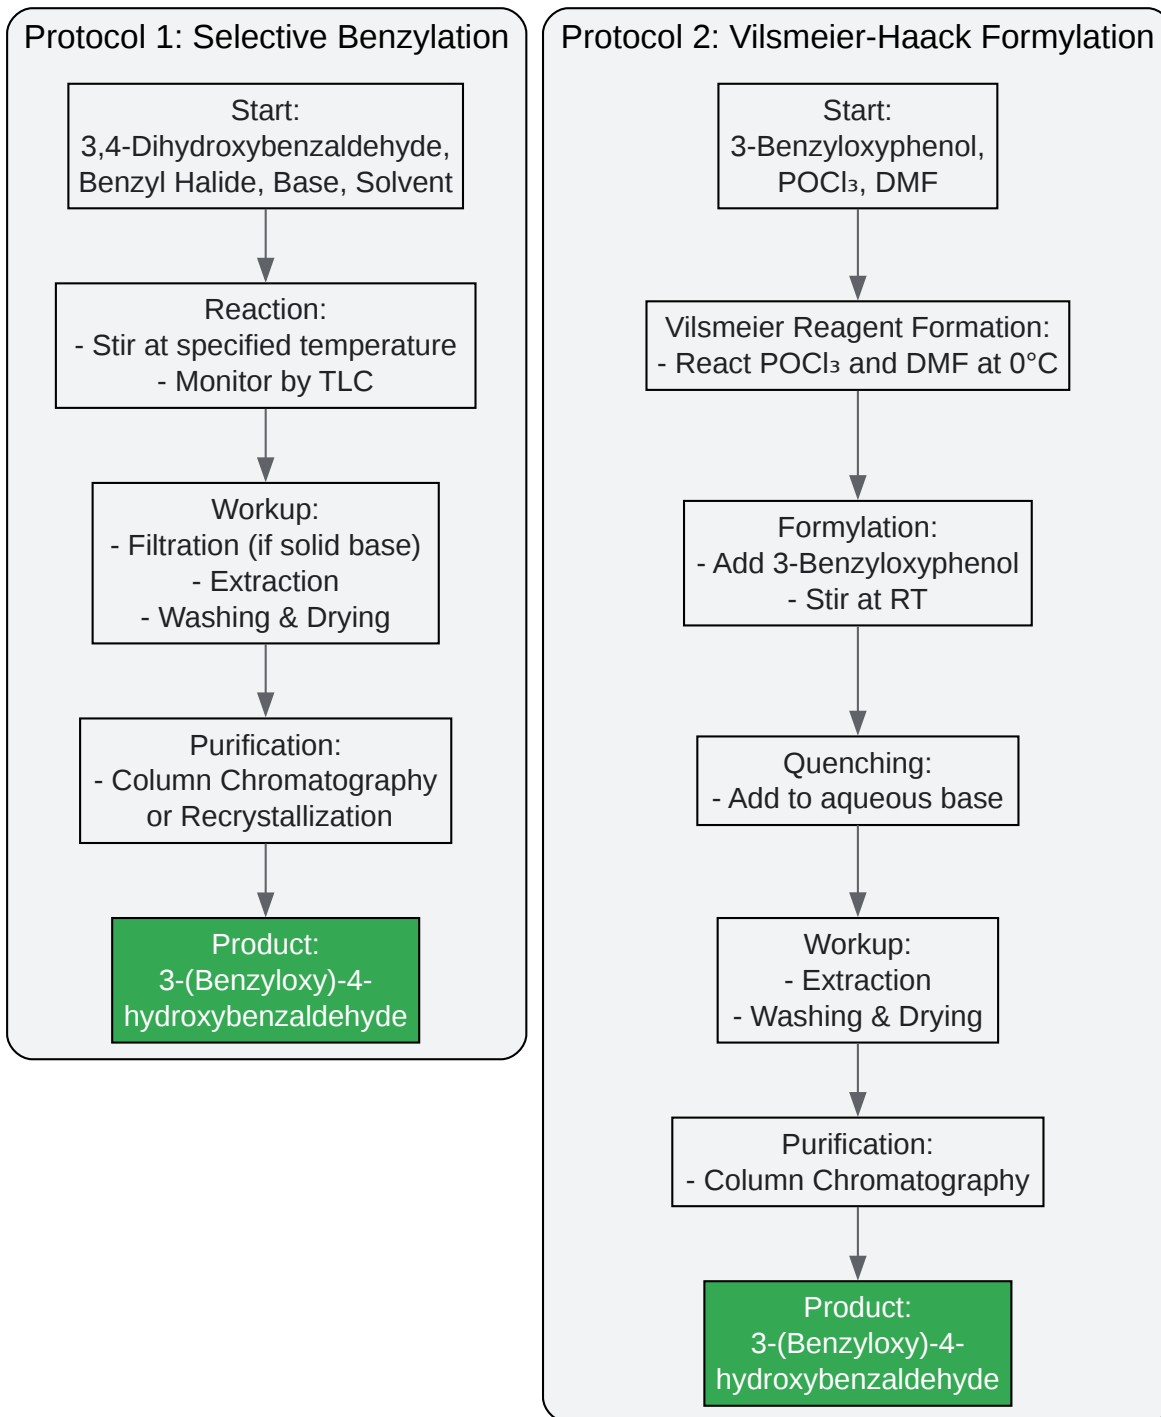 Protocol 1: Selective Benzylation
Start:
3,4-Dihydroxybenzaldehyde,
Benzyl Halide, Base, Solvent
Reaction:
- Stir at specified temperature
- Monitor by TLC
Workup:
- Filtration (if solid base)
- Extraction
- Washing & Drying
Purification:
- Column Chromatography
or Recrystallization
Product:
3-(Benzyloxy)-4-
hydroxybenzaldehyde
Protocol 2: Vilsmeier-Haack Formylation
Start:
3-Benzyloxyphenol,
POCl₃, DMF
Vilsmeier Reagent Formation:
- React POCl₃ and DMF at 0°C
Formylation:
- Add 3-Benzyloxyphenol
- Stir at RT
Quenching:
- Add to aqueous base
Workup:
- Extraction
- Washing & Drying
Purification:
- Column Chromatography
Product:
3-(Benzyloxy)-4-
hydroxybenzaldehyde